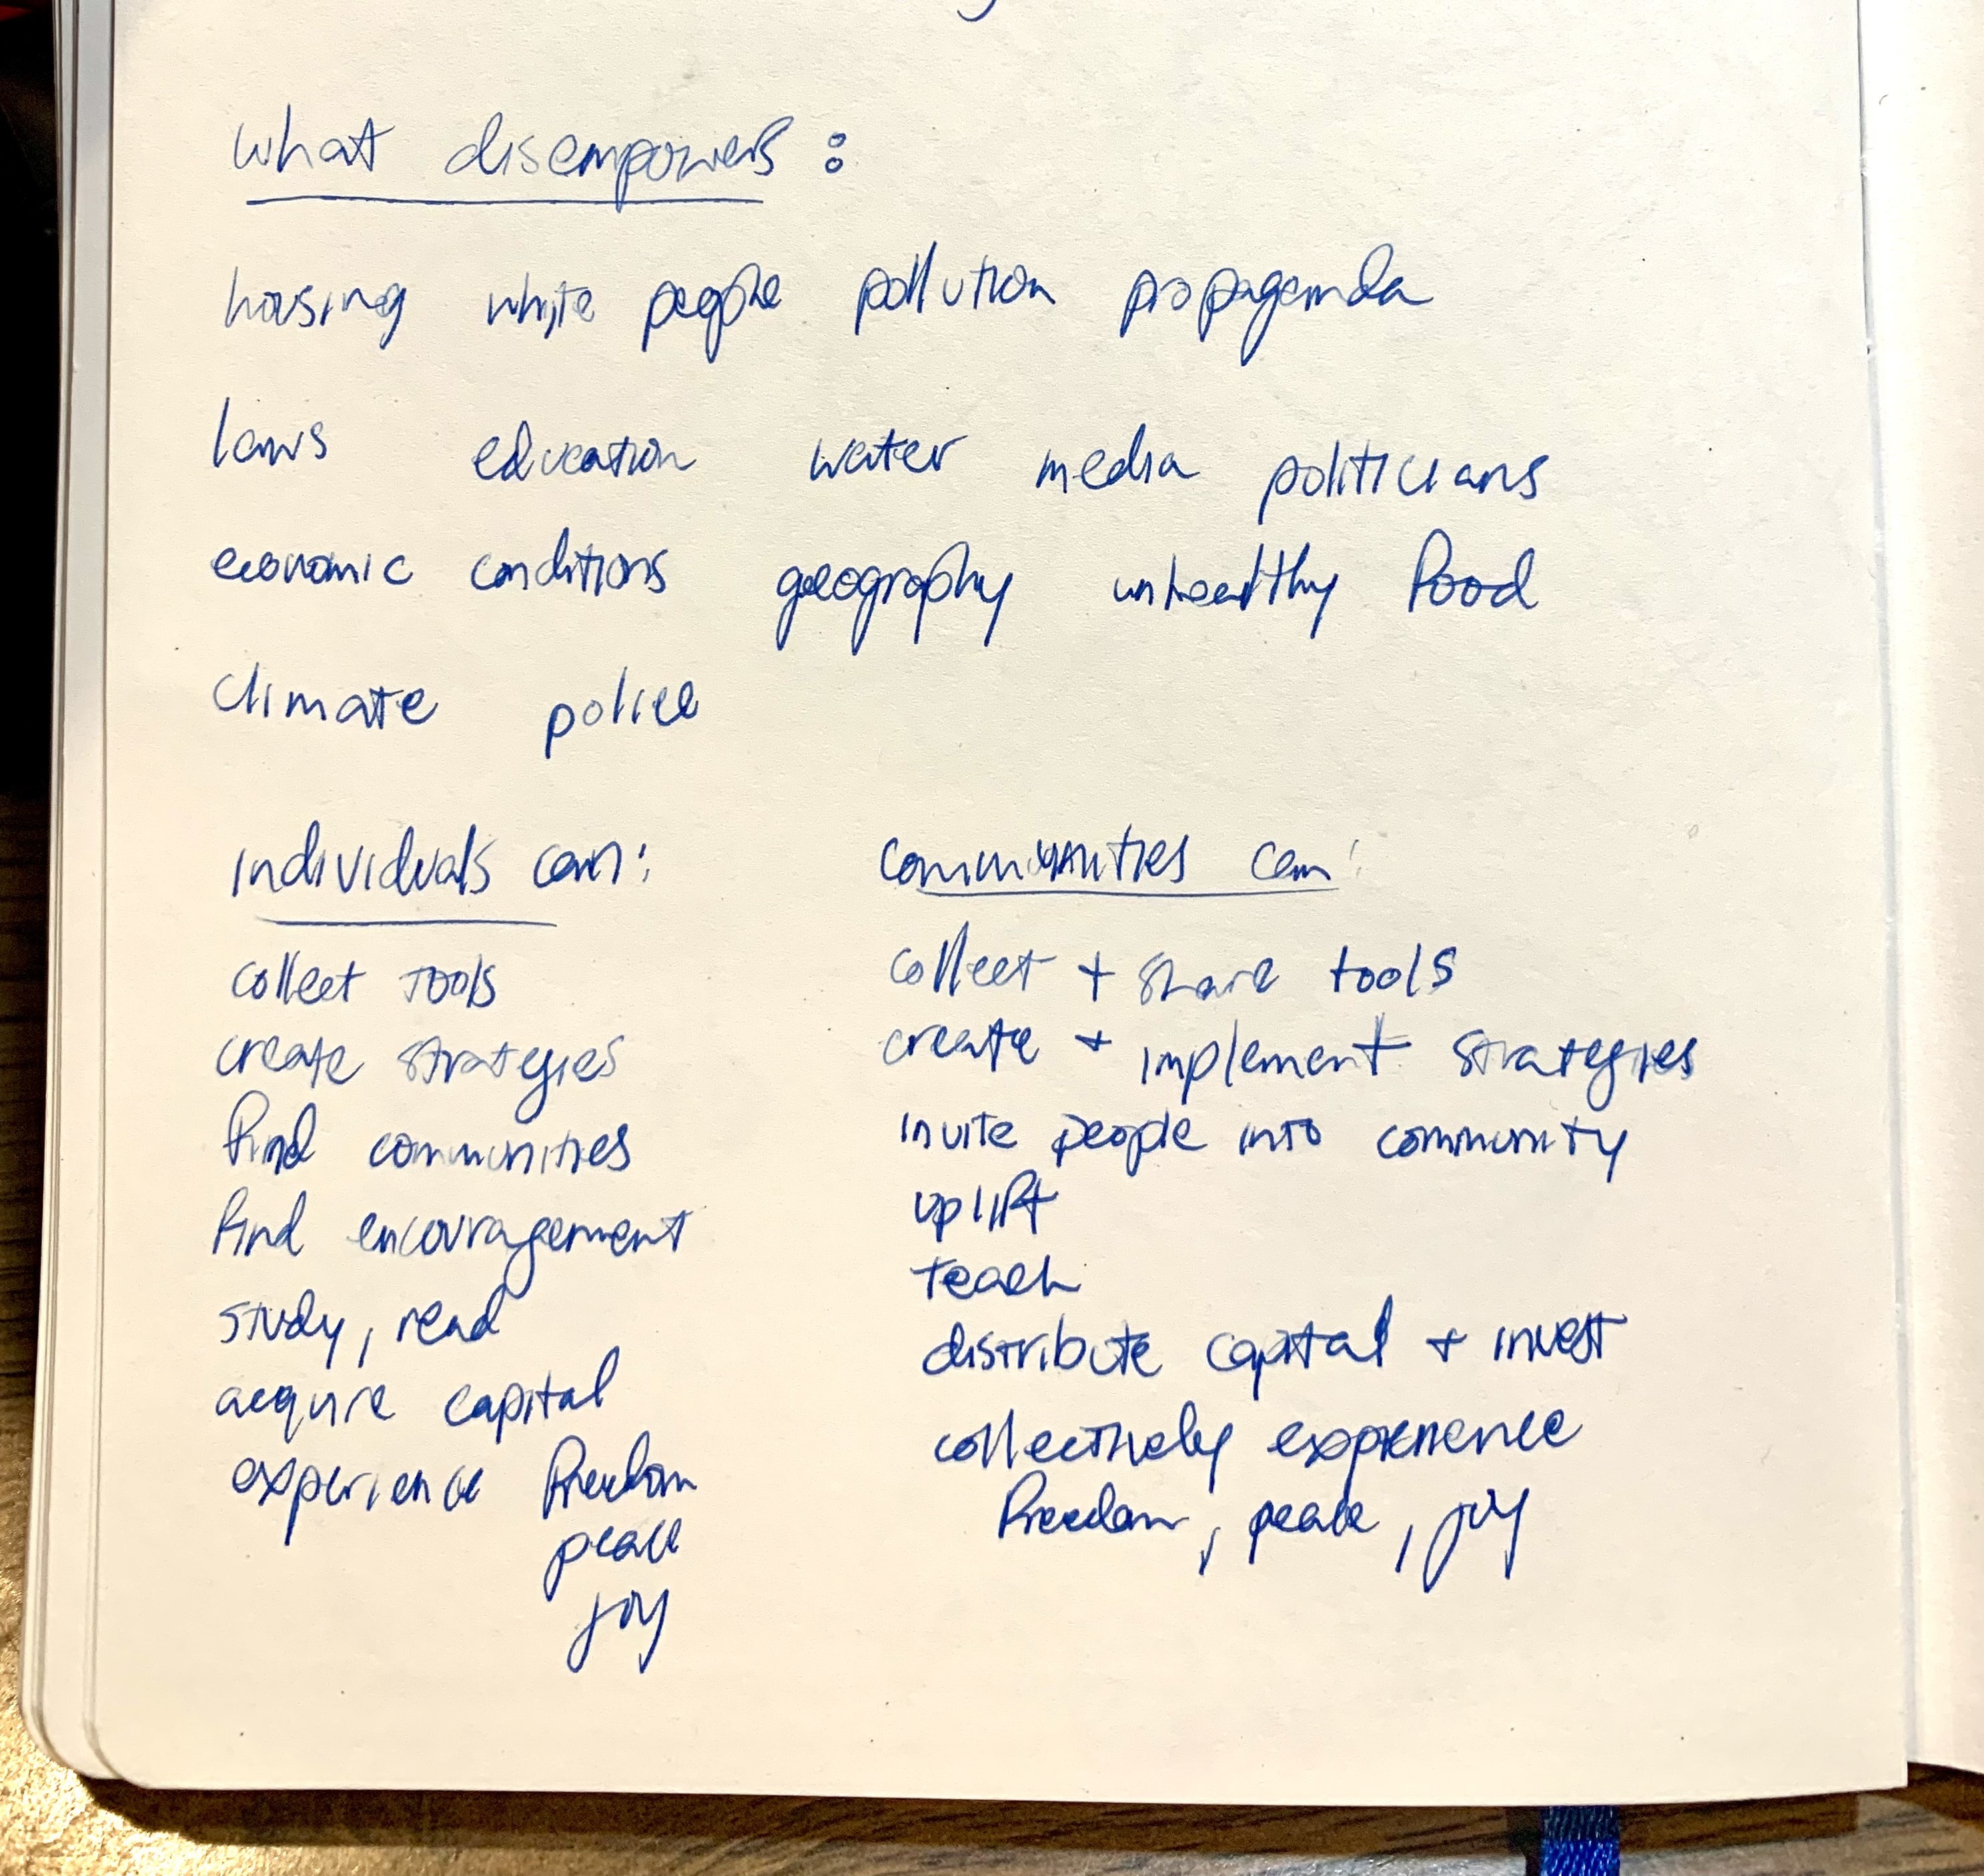 what disempowers:
housing white people pollution propaganda
laws education water media politicians
economic conditions geography unhealthy food
climate police
individuals can:
collect tools
create strategies
find communities
find encouragement
study, read
acquire capital
experience freedom
peace
joy
communities can:
collect + share tools
create + implement strategies
invite people into community
uplift
teach
distribute capital + invest
collectively experience
freedom, peace, joy